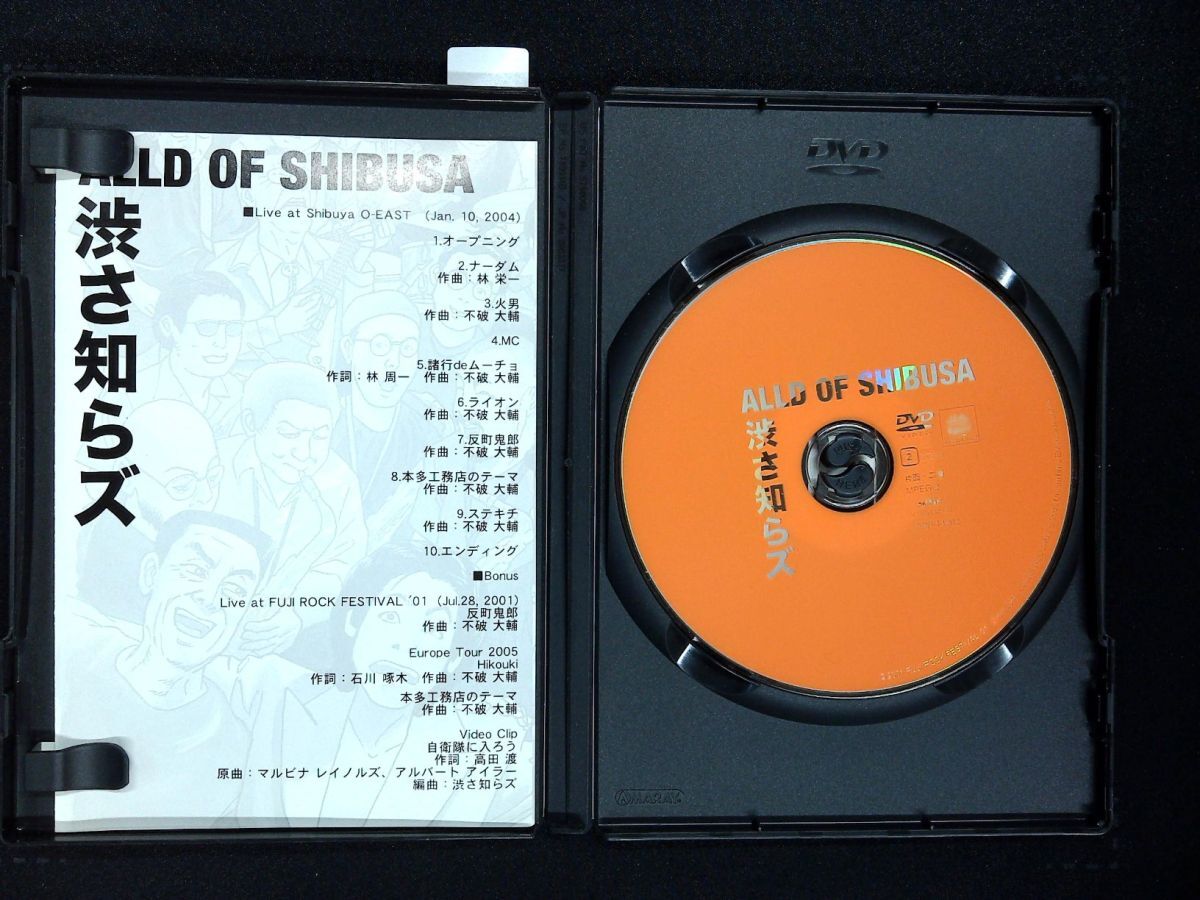 ALLD OF SHIBUSA
渋さ知らズ
■Live at Shibuya O-EAST (Jan. 10, 2004)
1.オープニング
2.ナーダム
作曲：林 栄一
3.火男
作曲：不破 大輔
4.MC
5.諸行deムーチョ
作詞：林 周一 作曲：不破 大輔
6.ライオン
作曲：不破 大輔
7.反町鬼郎
作曲：不破 大輔
8.本多工務店のテーマ
作曲：不破 大輔
9.ステキチ
作曲：不破 大輔
10.エンディング
■Bonus
Live at FUJI ROCK FESTIVAL '01 (Jul.28, 2001)
反町鬼郎
作曲：不破 大輔
Europe Tour 2005
Hikouki
作詞：石川 啄木 作曲：不破 大輔
本多工務店のテーマ
作曲：不破 大輔
Video Clip
自衛隊に入ろう
作詞：高田 渡
原曲：マルビナ レイノルズ、アルバート アイラー
編曲：渋さ知らズ
DVD
ALLD OF SHIBUSA
渋さ知らズ
DVD
VIDEO
2
PUSH
HERE
AMARAY